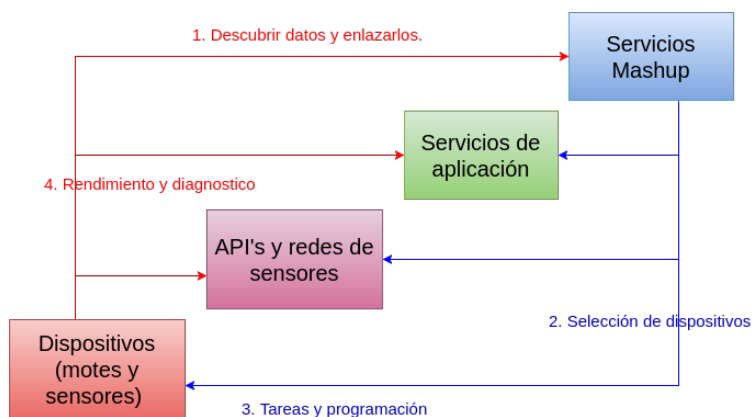 1. Descubrir datos y enlazarlos.
Servicios
Mashup
Servicios de
aplicación
4. Rendimiento y diagnostico
API's y redes de
sensores
2. Selección de dispositivos
Dispositivos
(motes y
sensores)
3. Tareas y programación